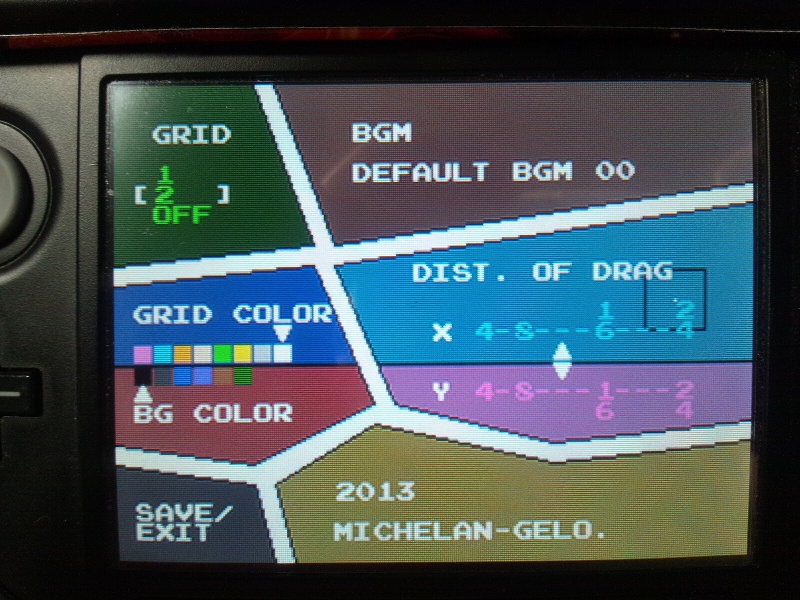 GRID
1
[ 2 ]
OFF
BGM
DEFAULT BGM 00
DIST. OF DRAG
X 4-8---16----24
Y 4-8---16---24
GRID COLOR
BG COLOR
SAVE/
EXIT
2013
MICHELAN-GELO.